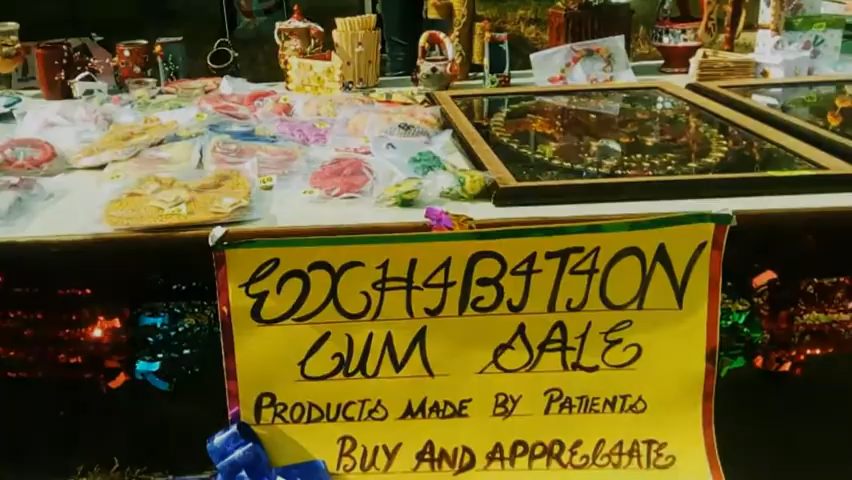 EXHIBITION
CUM SALE
PRODUCTS MADE BY PATIENTS
BUY AND APPRECIATE